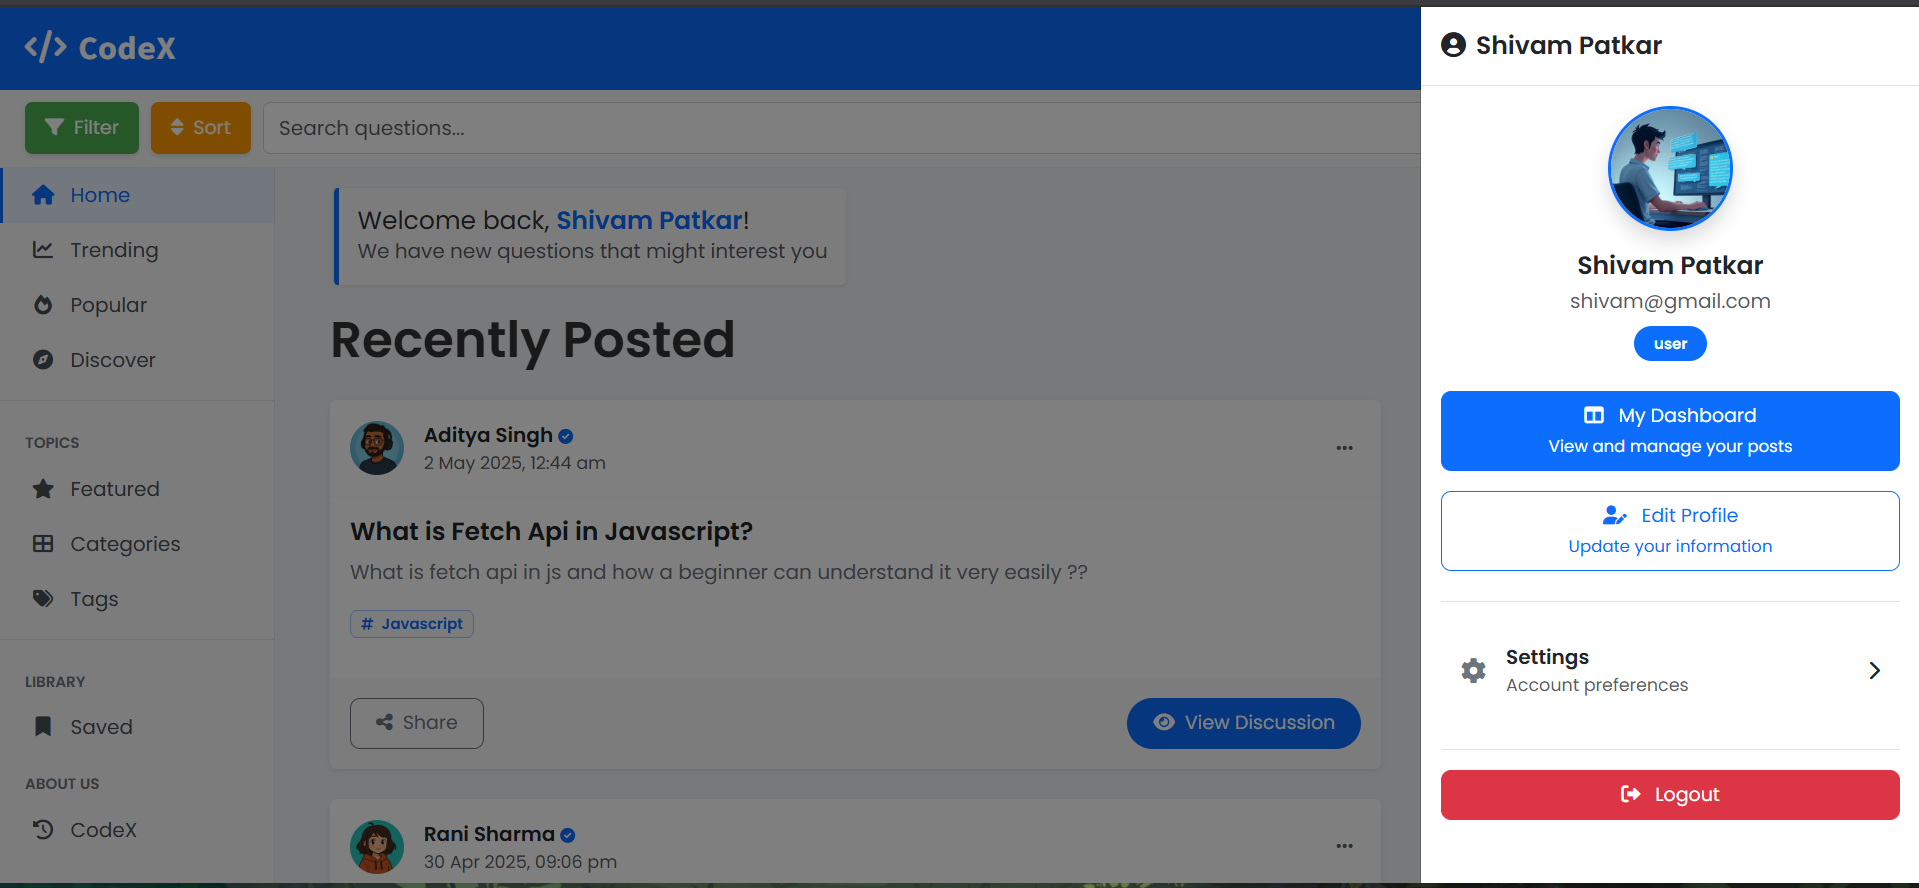 CodeX
Filter
Sort
Search questions...
Home
Trending
Popular
Discover
TOPICS
Featured
Categories
Tags
LIBRARY
Saved
ABOUT US
CodeX
Welcome back, Shivam Patkar!
We have new questions that might interest you
Recently Posted
Aditya Singh
2 May 2025, 12:44 am
What is Fetch Api in Javascript?
What is fetch api in js and how a beginner can understand it very easily ??
# Javascript
Share
View Discussion
Rani Sharma
30 Apr 2025, 09:06 pm
Shivam Patkar
Shivam Patkar
shivam@gmail.com
user
My Dashboard
View and manage your posts
Edit Profile
Update your information
Settings
Account preferences
Logout